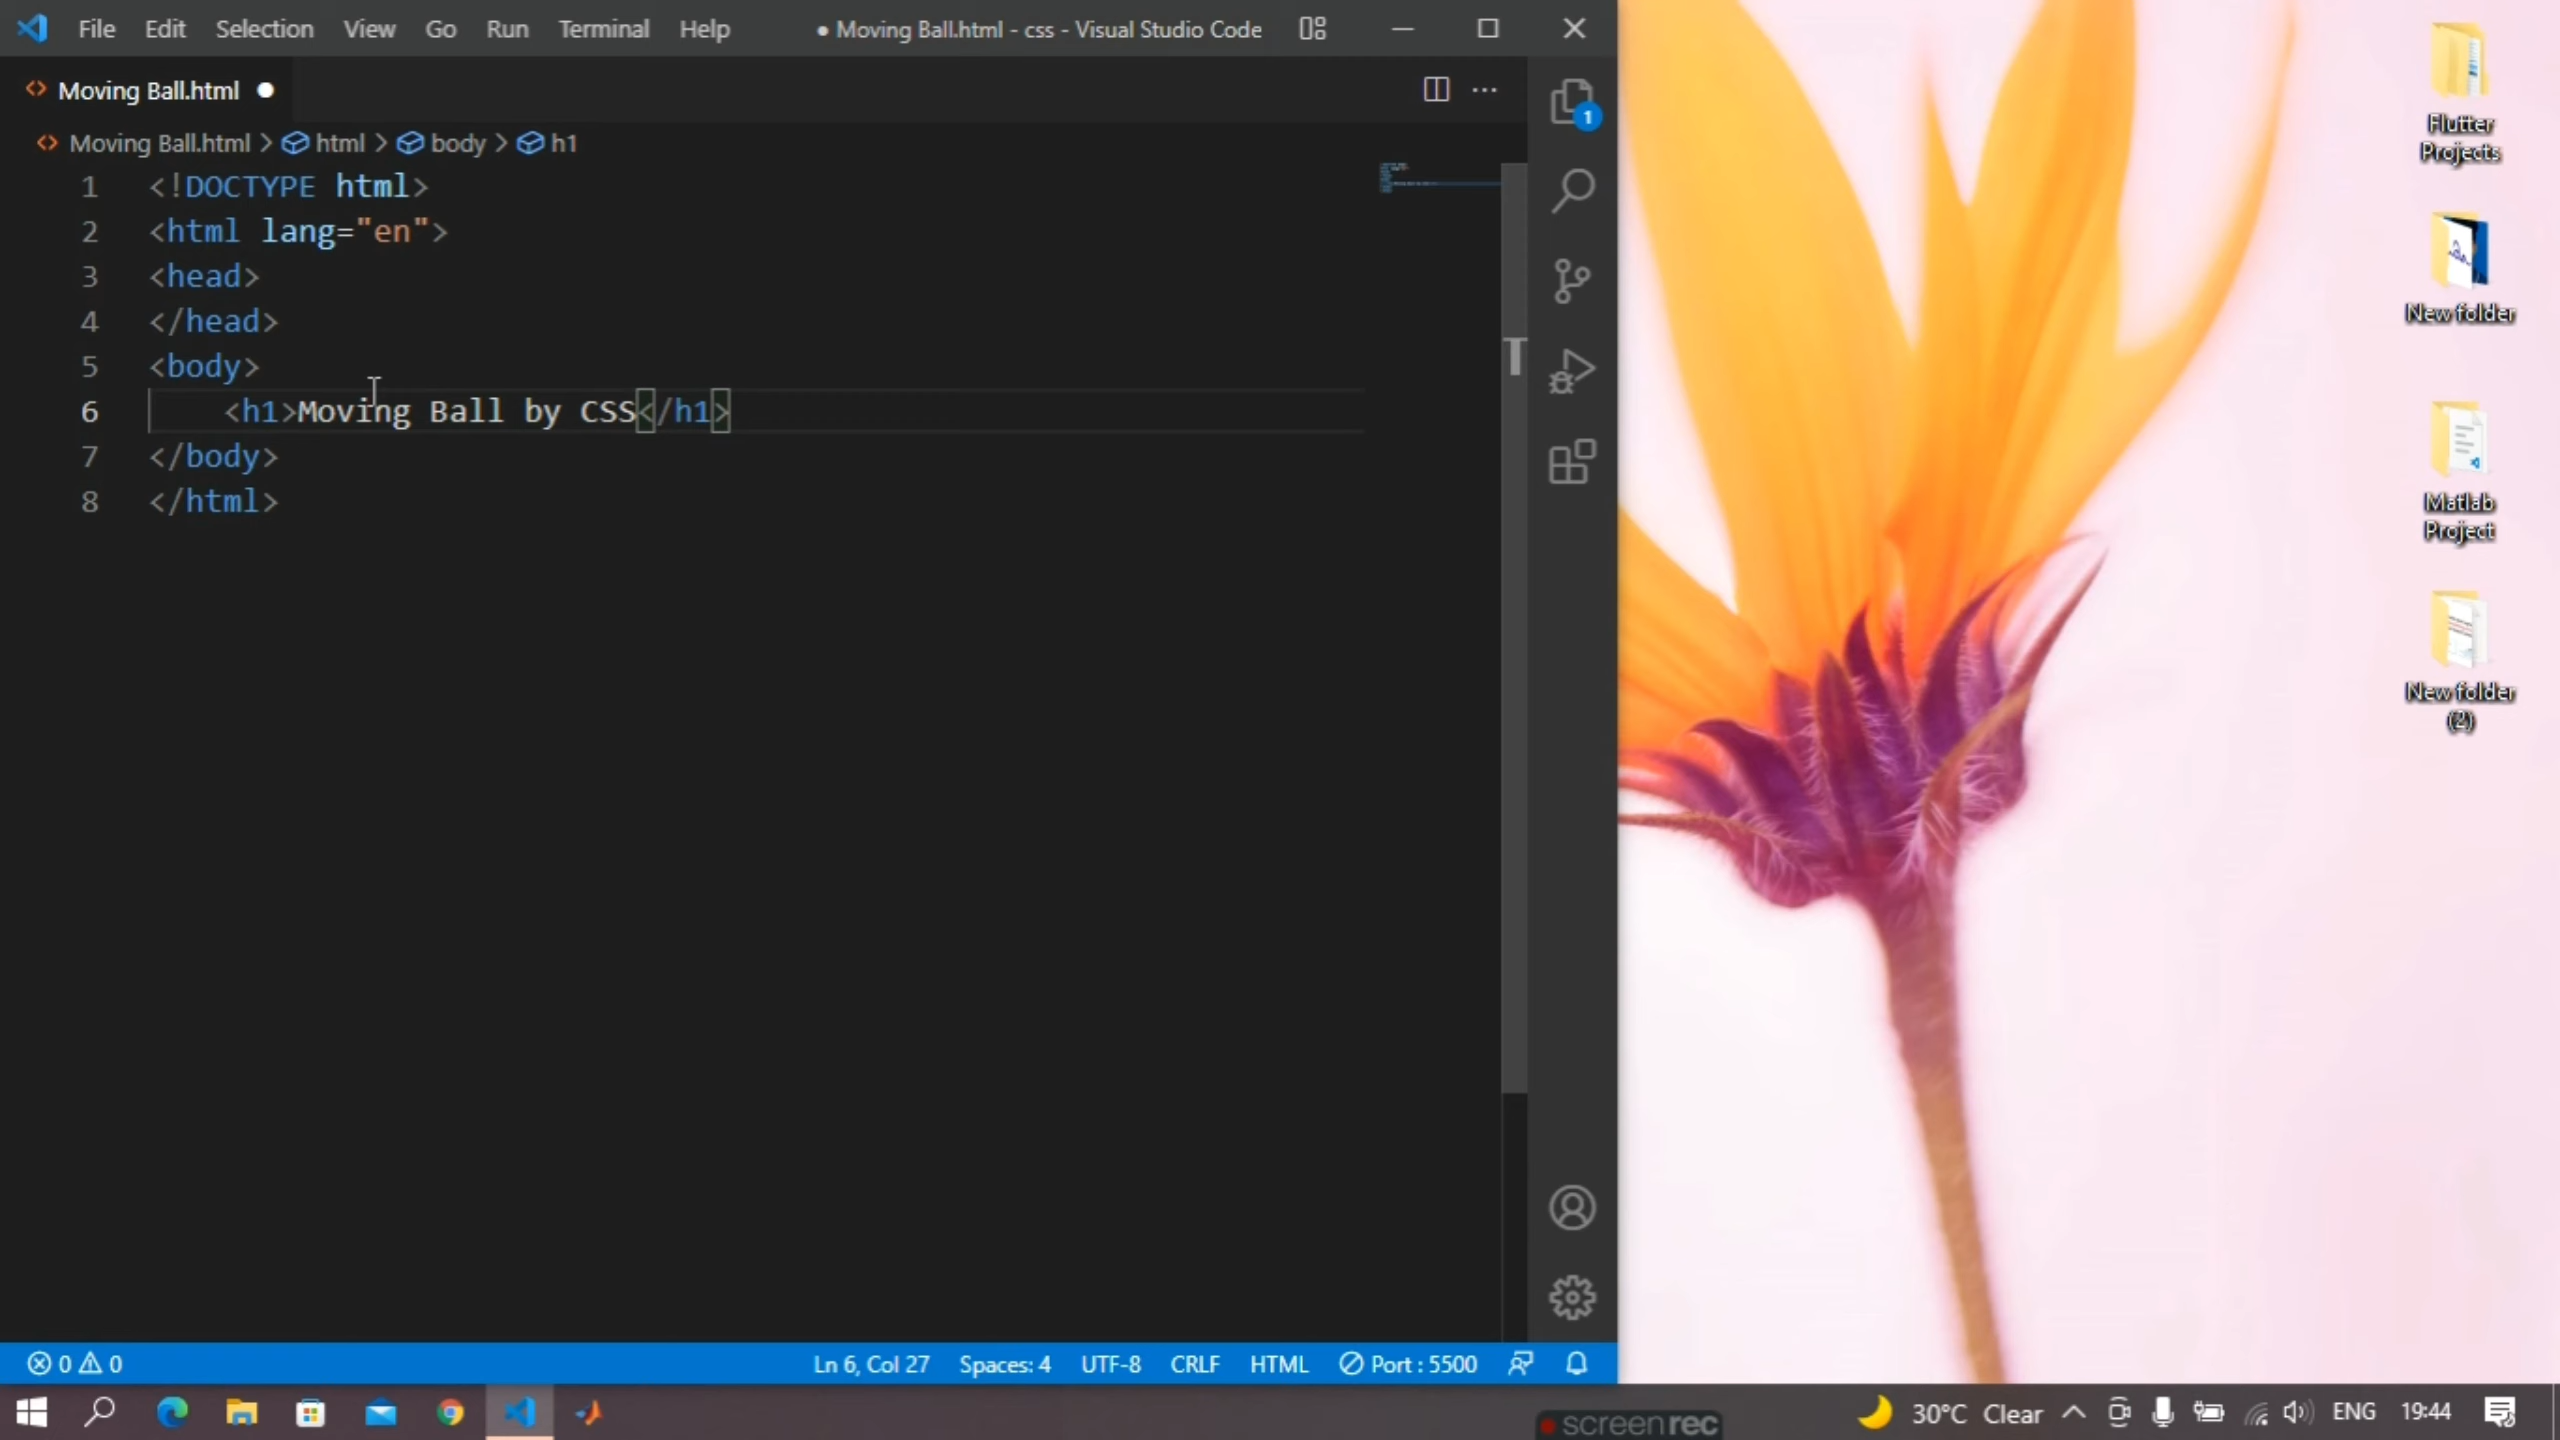 File Edit Selection View Go Run Terminal Help ● Moving Ball.html - css - Visual Studio Code
Moving Ball.html
Moving Ball.html > html > body > h1
1 <!DOCTYPE html>
2 <html lang="en">
3 <head>
4 </head>
5 <body>
6 <h1>Moving Ball by CSS</h1>
7 </body>
8 </html>
1
Flutter
Projects
New folder
Matlab
Project
New folder
(2)
0 0 Ln 6, Col 27 Spaces: 4 UTF-8 CRLF HTML Port : 5500
screenrec
30°C Clear ENG 19:44